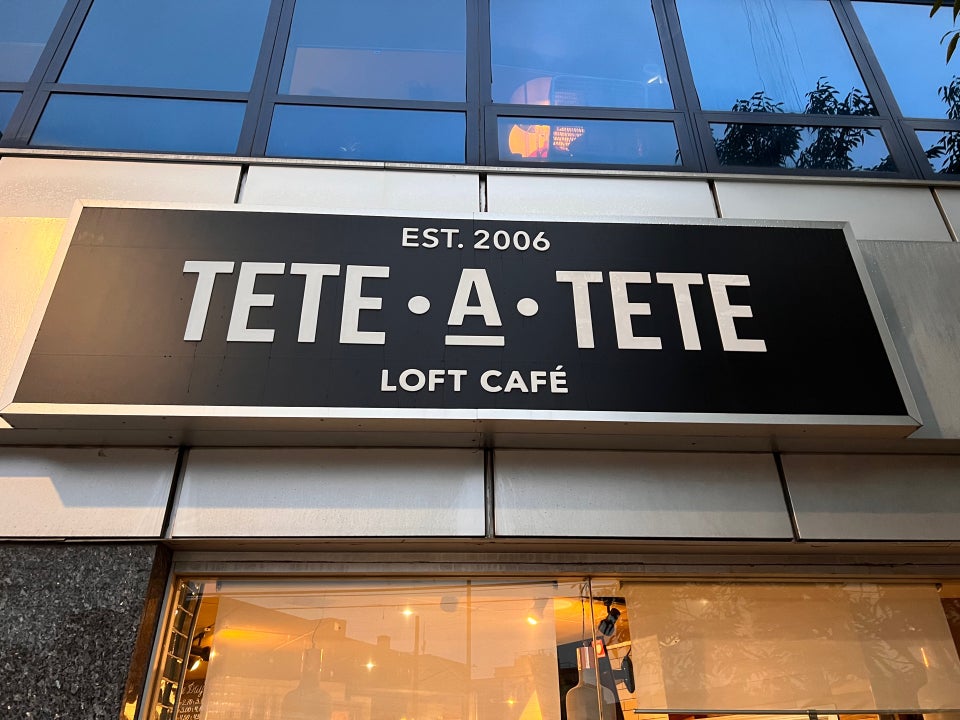 EST. 2006
TETE • A • TETE
LOFT CAFÉ